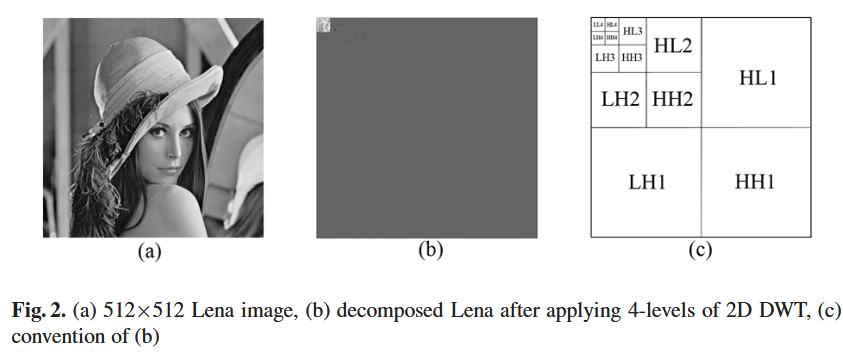 LL4 HL4 HL3 HL2 HL1
LH4 HH4
LH3 HH3
LH2 HH2
LH1 HH1
(a) (b) (c)
Fig. 2. (a) 512×512 Lena image, (b) decomposed Lena after applying 4-levels of 2D DWT, (c)
convention of (b)